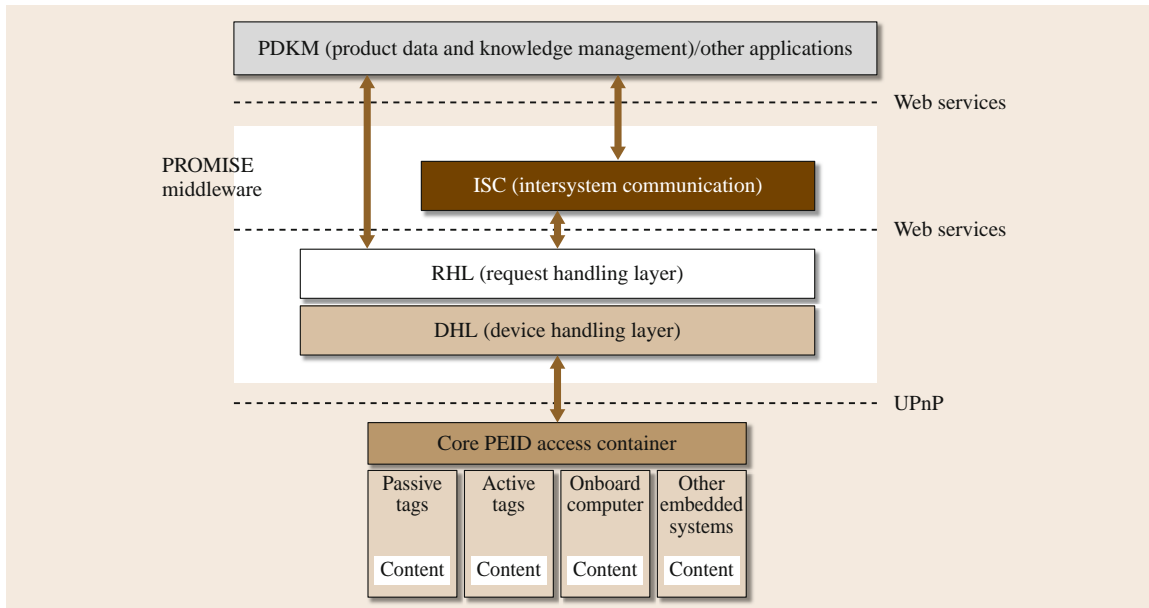 PDKM (product data and knowledge management)/other applications
Web services
PROMISE
middleware
ISC (intersystem communication)
Web services
RHL (request handling layer)
DHL (device handling layer)
UPnP
Core PEID access container
Passive
tags
Content
Active
tags
Content
Onboard
computer
Content
Other
embedded
systems
Content